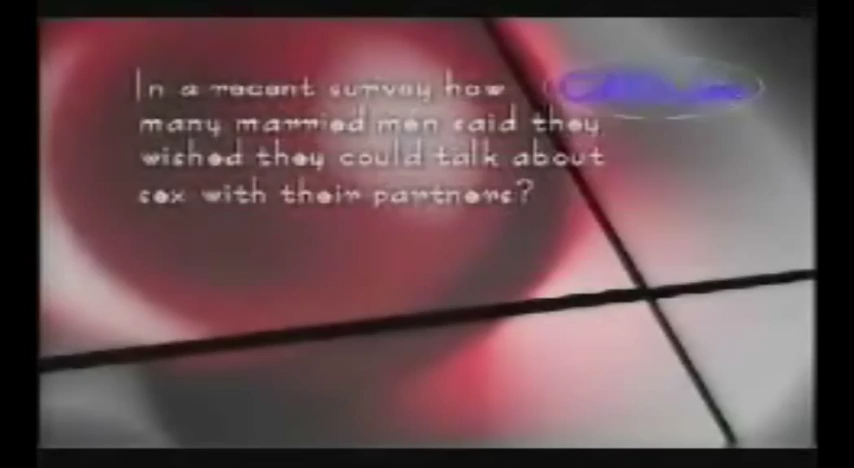 In a recent survey how
many married men said they
wished they could talk about
sex with their partners?